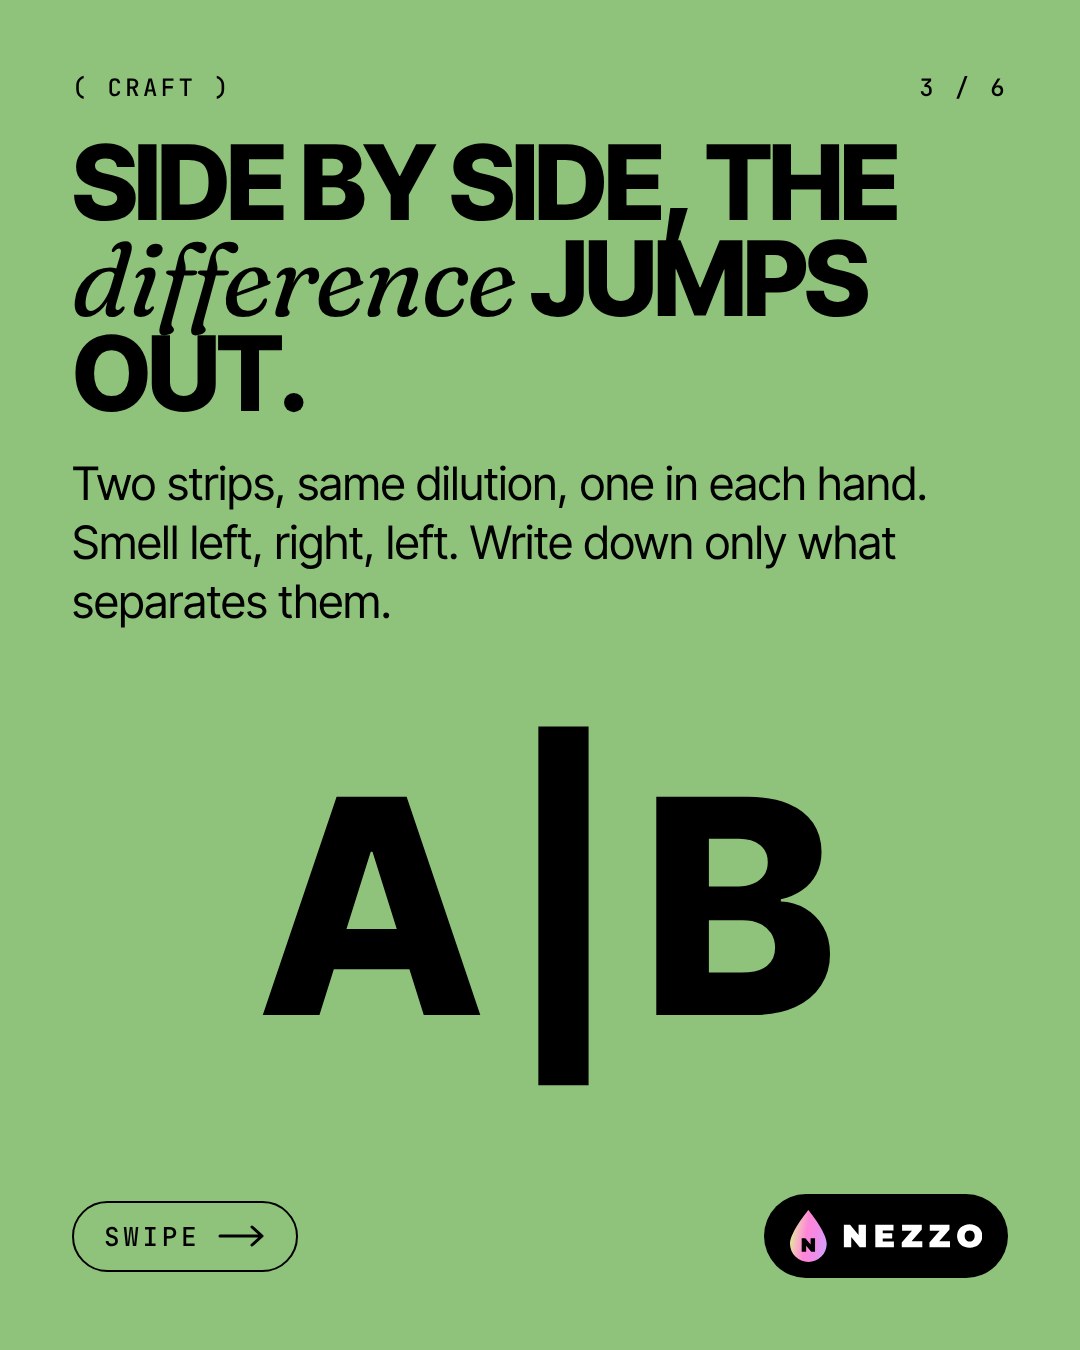 ( CRAFT )
3 / 6
SIDE BY SIDE, THE
difference JUMPS
OUT.
Two strips, same dilution, one in each hand.
Smell left, right, left. Write down only what
separates them.
A|B
SWIPE →
N NEZZO